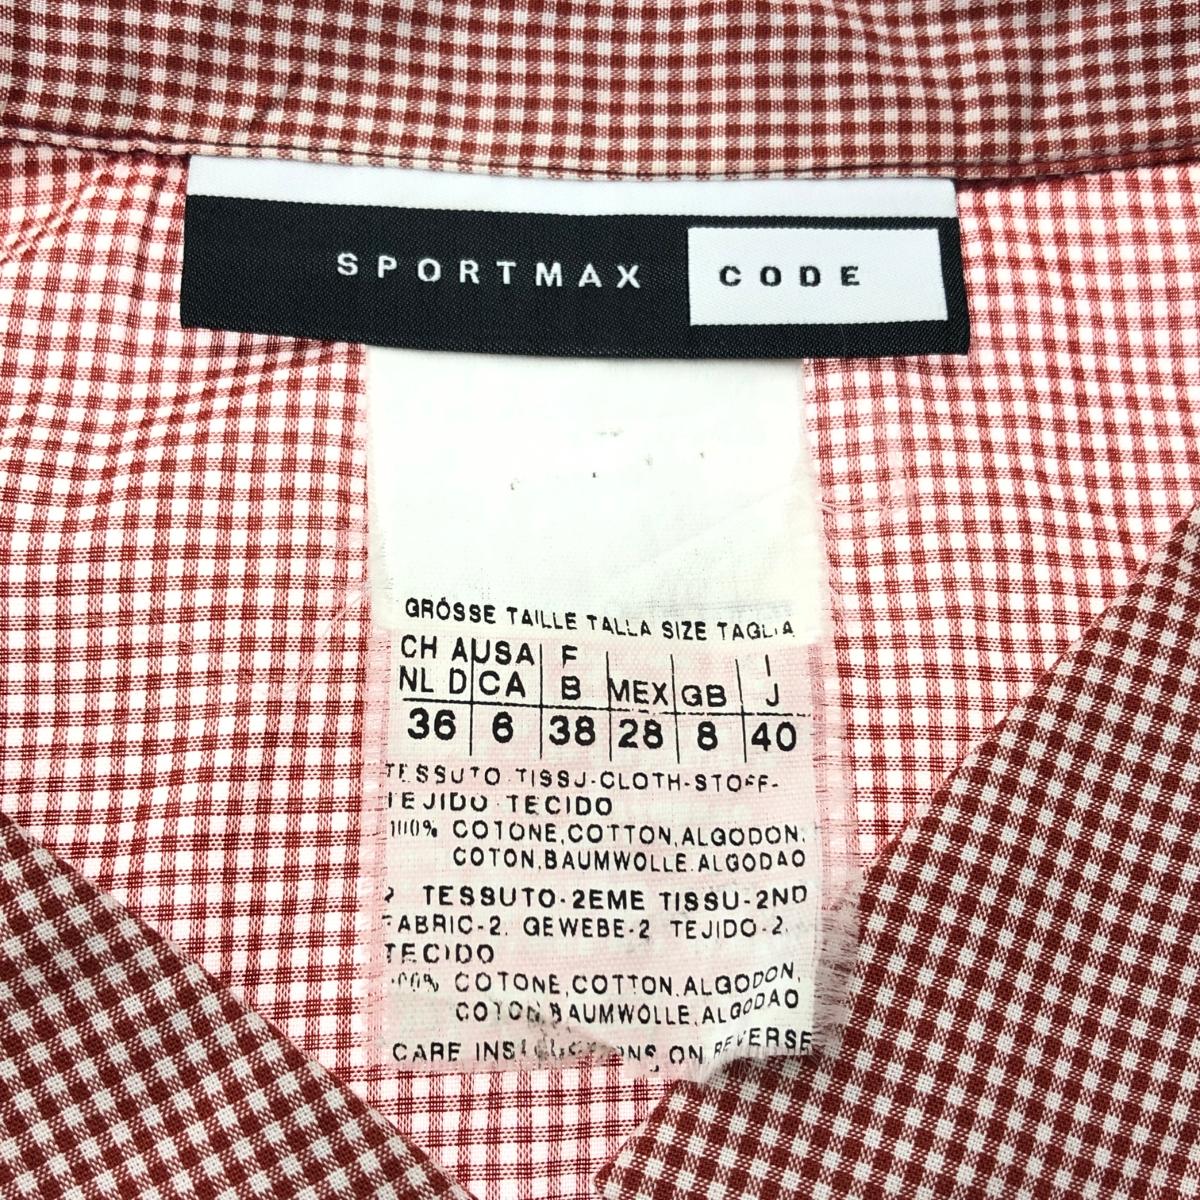 SPORTMAX CODE
GRÖSSE TAILLE TALLA SIZE TAGLIA
CH A USA F MEX GB I
NL D CA B J
36 6 38 28 8 40
TESSUTO TISSU-CLOTH-STOFF-
TEJIDO TECIDO
100% COTONE,COTTON,ALGODON,
COTON,BAUMWOLLE,ALGODAO
2 TESSUTO-2EME TISSU-2ND
FABRIC-2. GEWEBE-2 TEJIDO-2.
TECIDO
100% COTONE,COTTON,ALGODON,
COTON,BAUMWOLLE,ALGODAO
CARE INSTRUCTIONS ON REVERSE